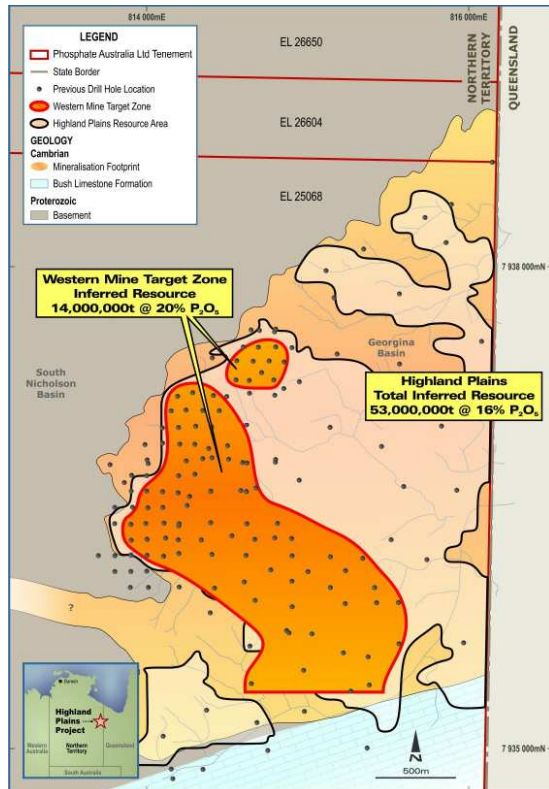 814 000mE
816 000mE
LEGEND
Phosphate Australia Ltd Tenement
State Border
Previous Drill Hole Location
Western Mine Target Zone
Highland Plains Resource Area
GEOLOGY
Cambrian
Mineralisation Footprint
Bush Limestone Formation
Proterozoic
Basement
EL 26650
EL 26604
EL 25068
NORTHERN
TERRITORY
QUEENSLAND
7 938 000mN
Western Mine Target Zone
Inferred Resource
14,000,000t @ 20% P₂O₅
Georgina
Basin
South
Nicholson
Basin
Highland Plains
Total Inferred Resource
53,000,000t @ 16% P₂O₅
?
Darwin
Highland
Plains
Project
Western
Australia
Northern
Territory
Queensland
South Australia
N
500m
7 935 000mN